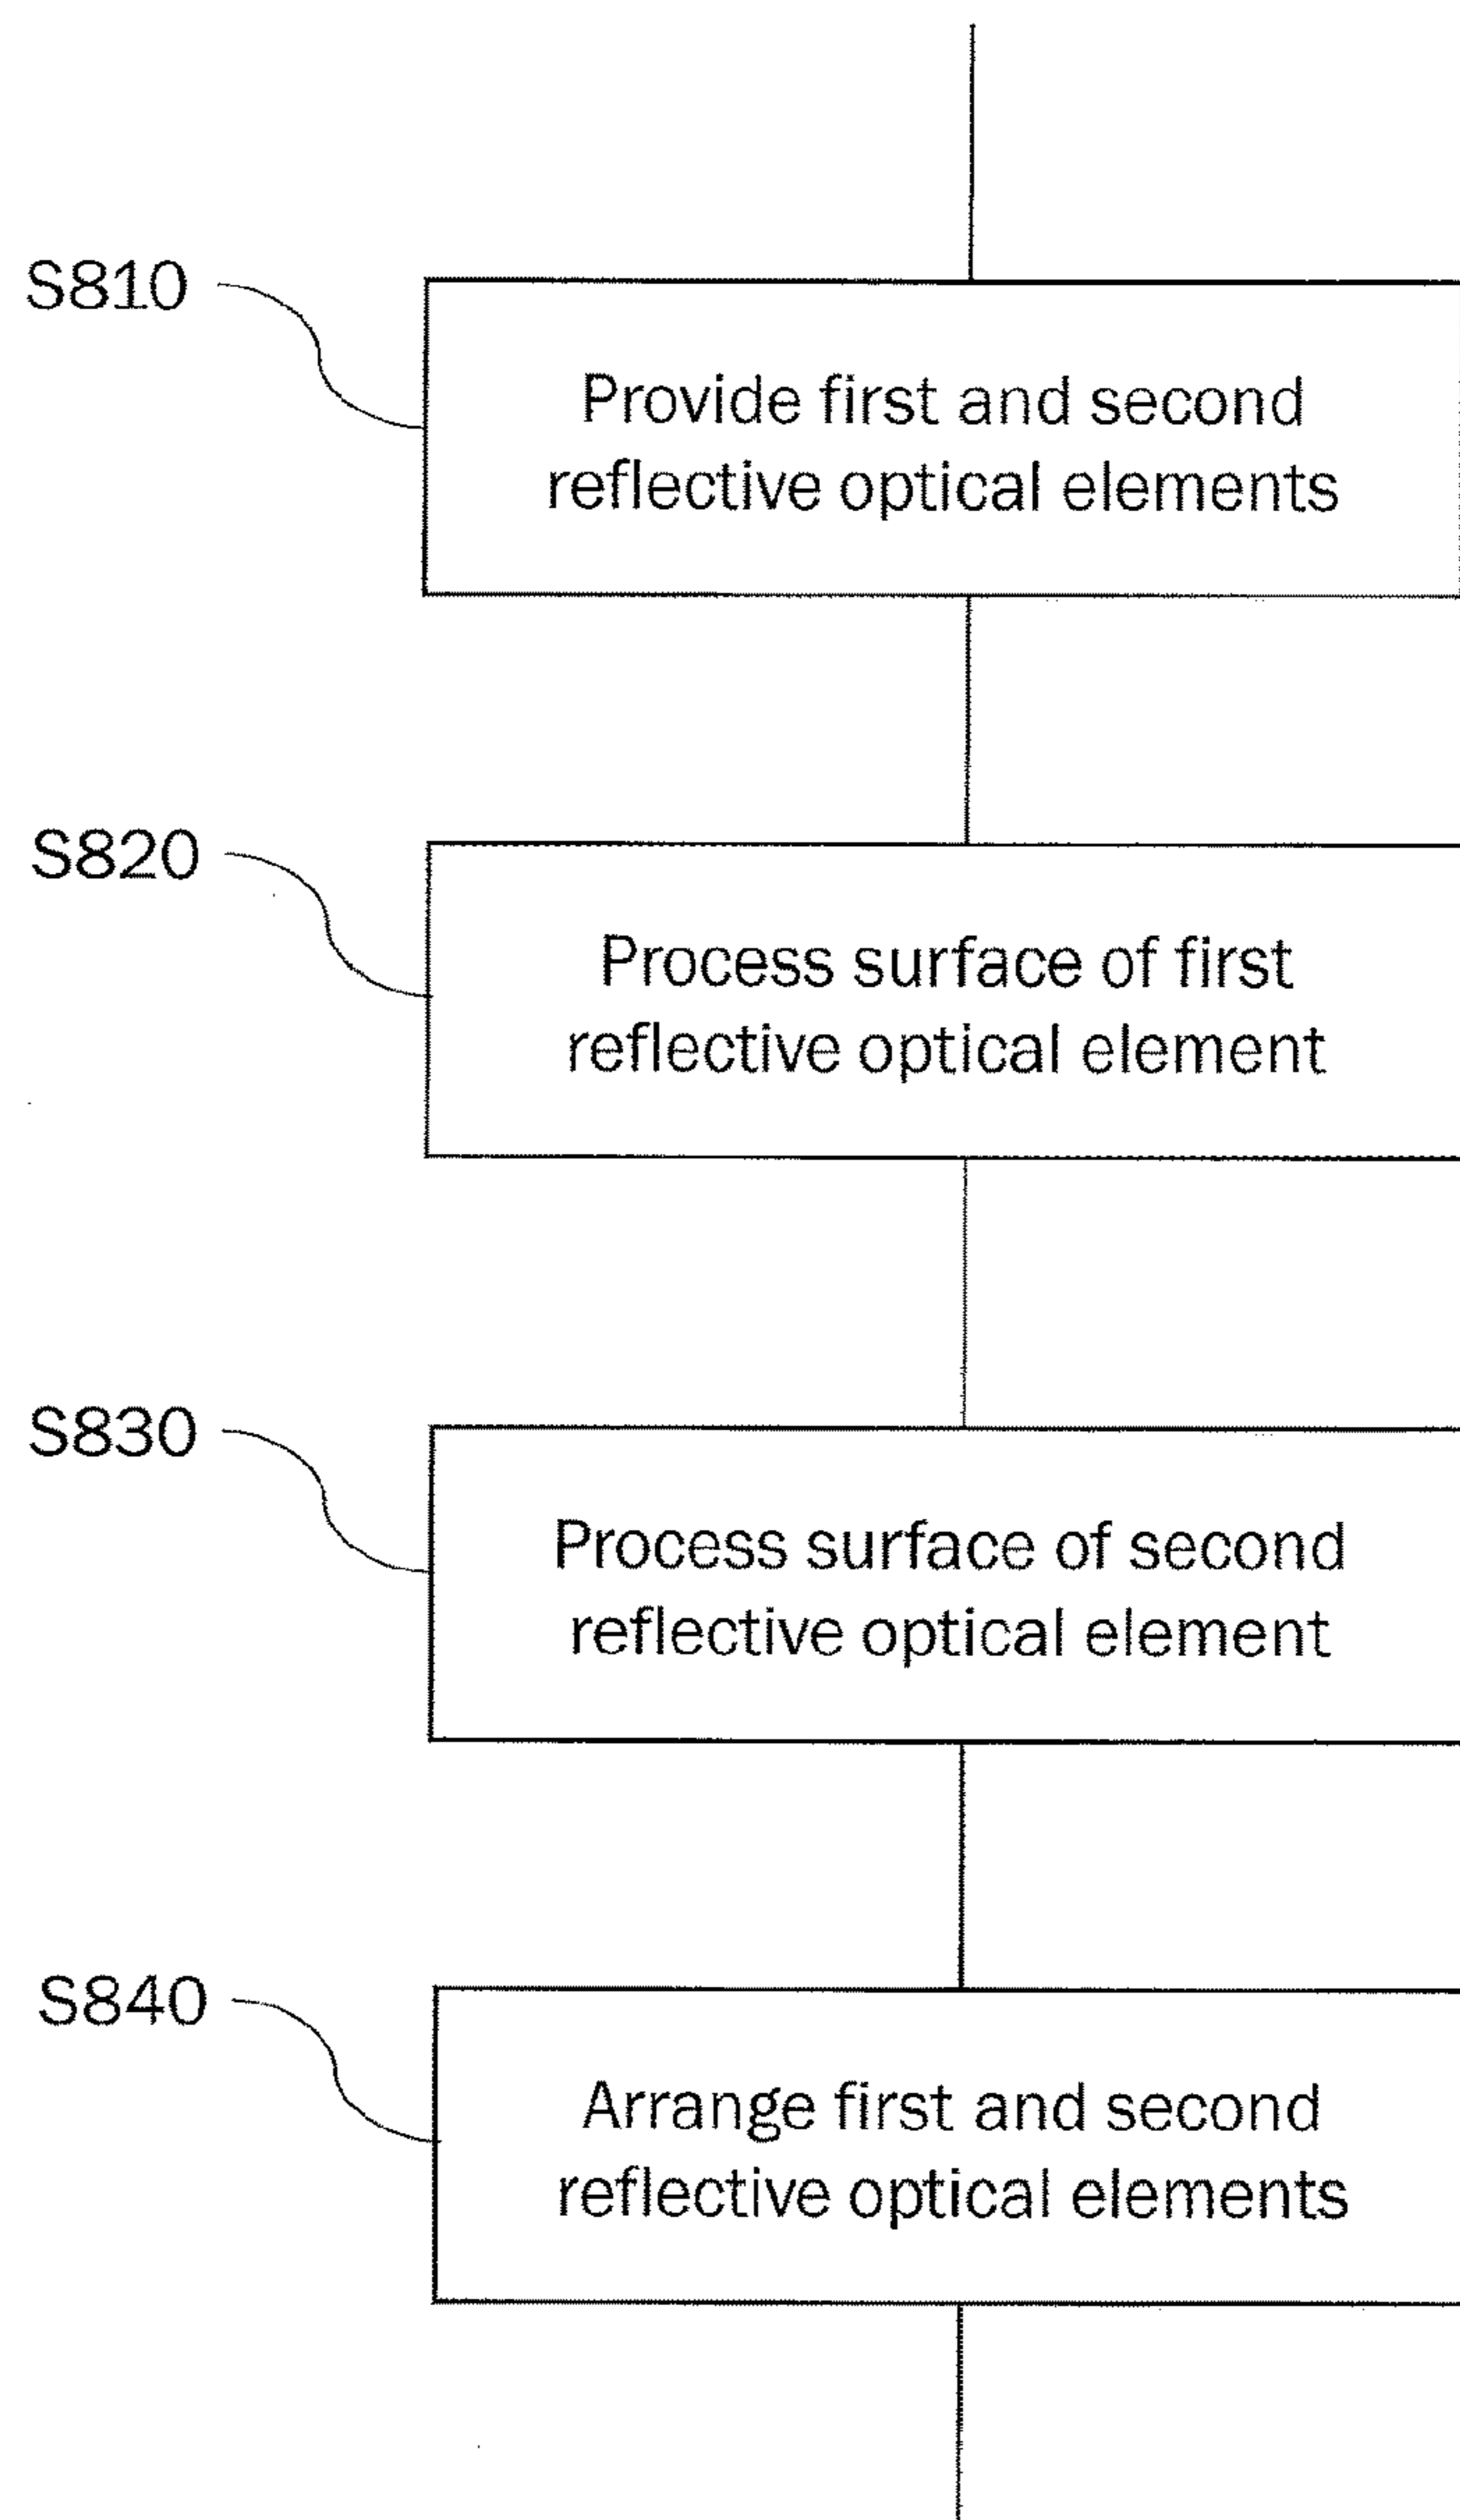 S810
Provide first and second
reflective optical elements
S820
Process surface of first
reflective optical element
S830
Process surface of second
reflective optical element
S840
Arrange first and second
reflective optical elements